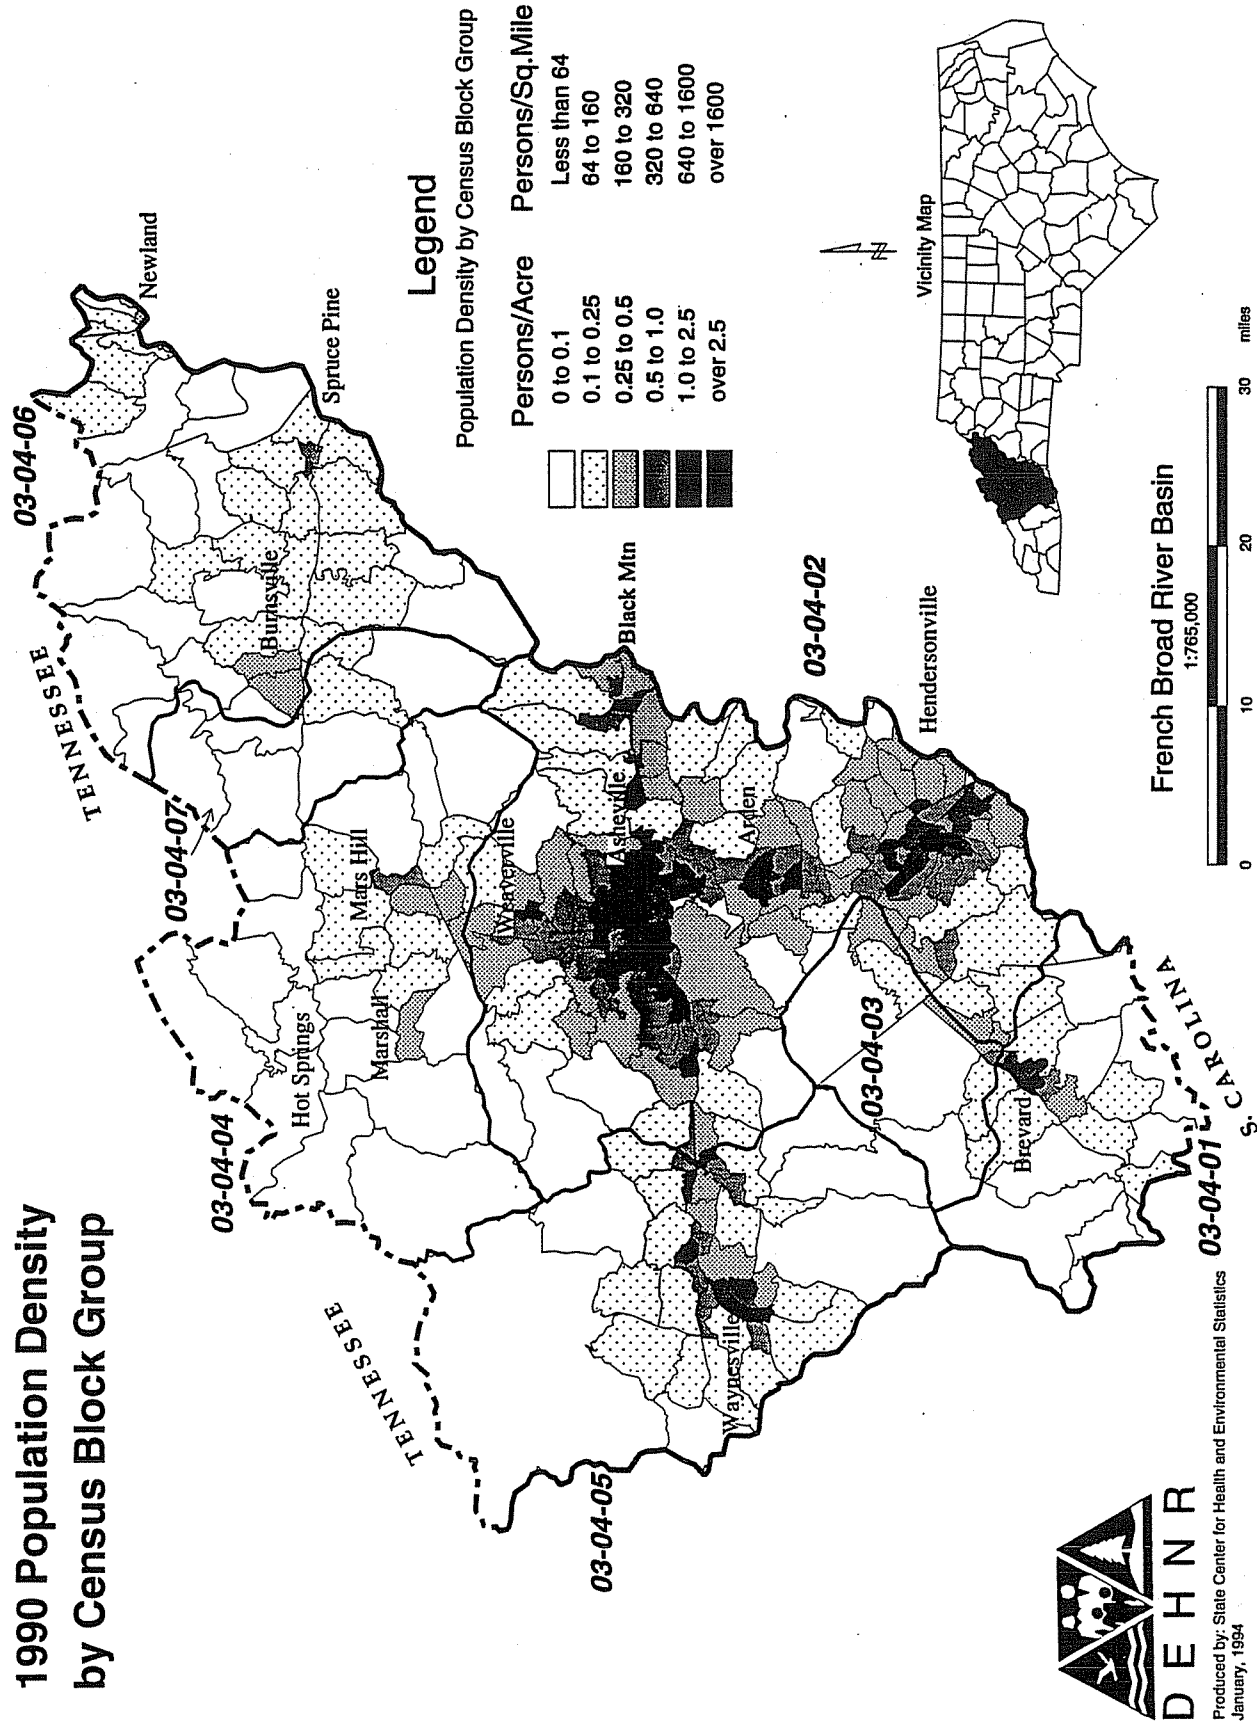 1990 Population Density
by Census Block Group
TENNESSEE
03-04-06
Newland
Spruce Pine
Burnsville
TENNESSEE
03-04-07
Mars Hill
03-04-04
Hot Springs
Marshall
Weaverville
Black Mtn
Asheville
03-04-02
Arden
Hendersonville
03-04-05
Waynesville
03-04-03
Brevard
03-04-01
S. CAROLINA
Legend
Population Density by Census Block Group
Persons/Acre Persons/Sq.Mile
0 to 0.1 Less than 64
0.1 to 0.25 64 to 160
0.25 to 0.5 160 to 320
0.5 to 1.0 320 to 640
1.0 to 2.5 640 to 1600
over 2.5 over 1600
N
Vicinity Map
French Broad River Basin
1:765,000
0 10 20 30 miles
DEHNR
Produced by: State Center for Health and Environmental Statistics
January, 1994